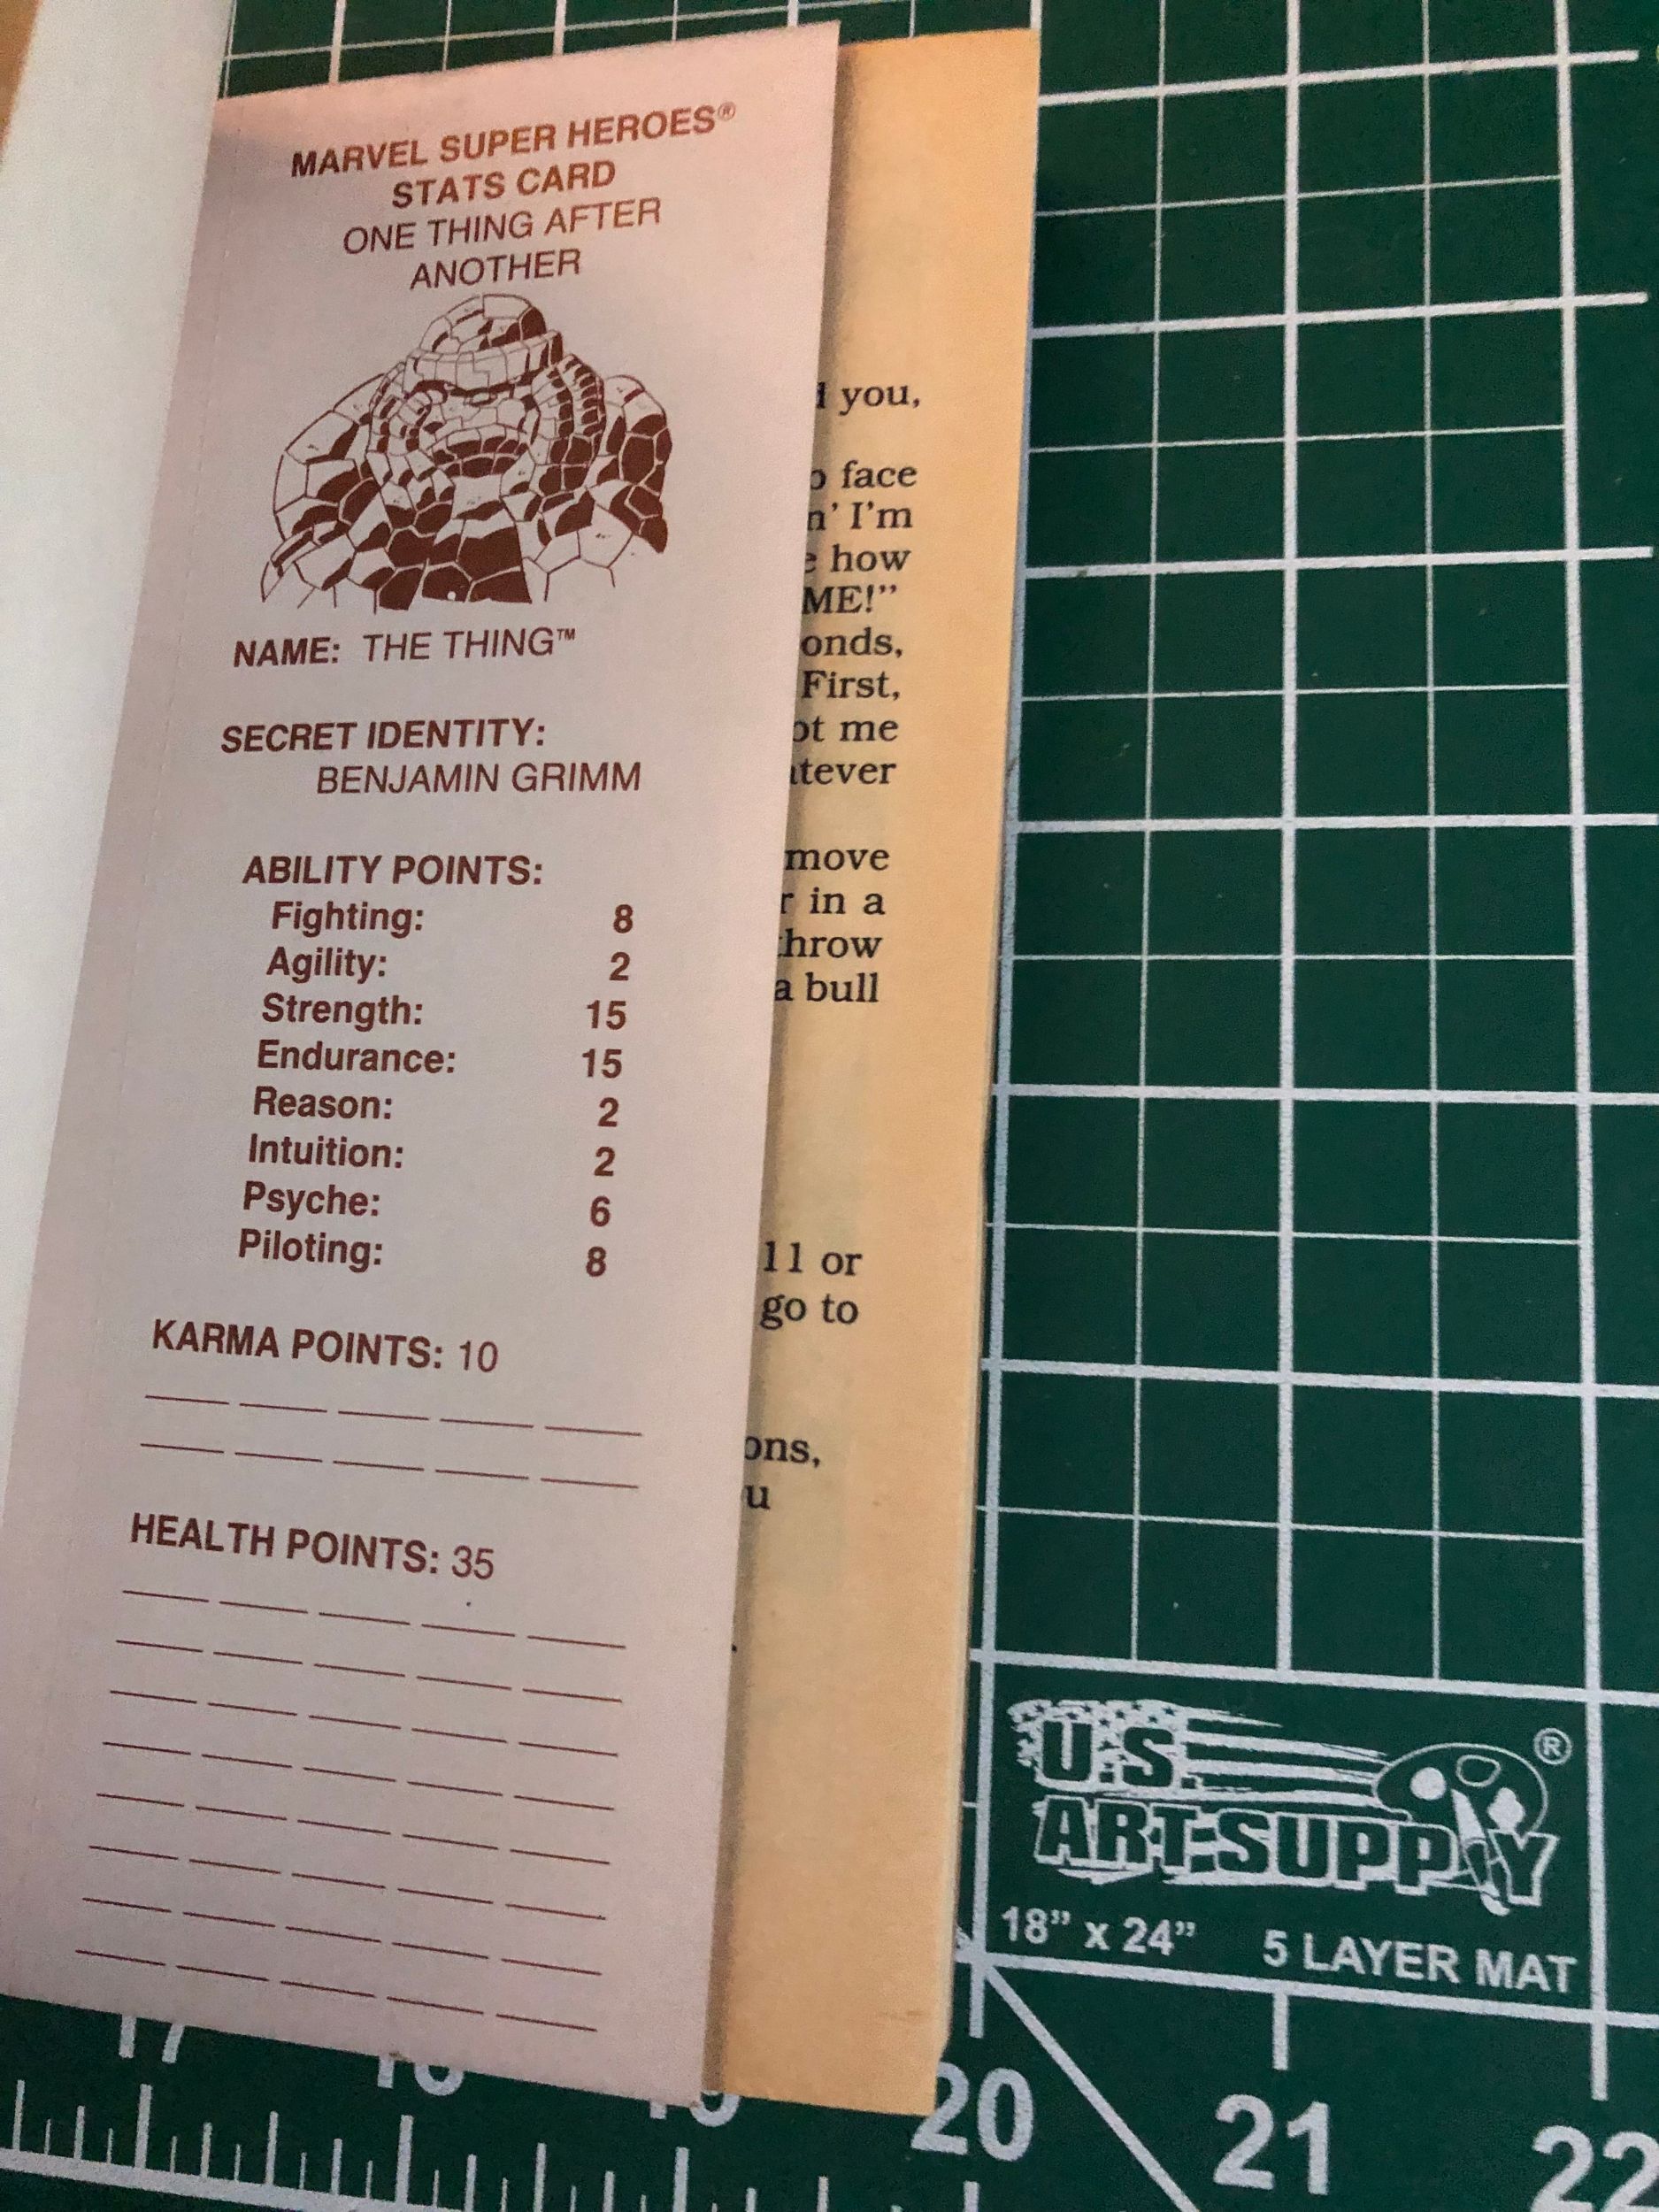 MARVEL SUPER HEROES®
STATS CARD
ONE THING AFTER
ANOTHER
NAME: THE THING™
SECRET IDENTITY:
BENJAMIN GRIMM
ABILITY POINTS:
Fighting: 8
Agility: 2
Strength: 15
Endurance: 15
Reason: 2
Intuition: 2
Psyche: 6
Piloting: 8
KARMA POINTS: 10
HEALTH POINTS: 35
you,
face
I'm
how
ME!”
onds,
First,
me
move
in a
a bull
11 or
go to
ons,
U.S.
ART SUPPLY ®
18” x 24” 5 LAYER MAT
17
20 21 22